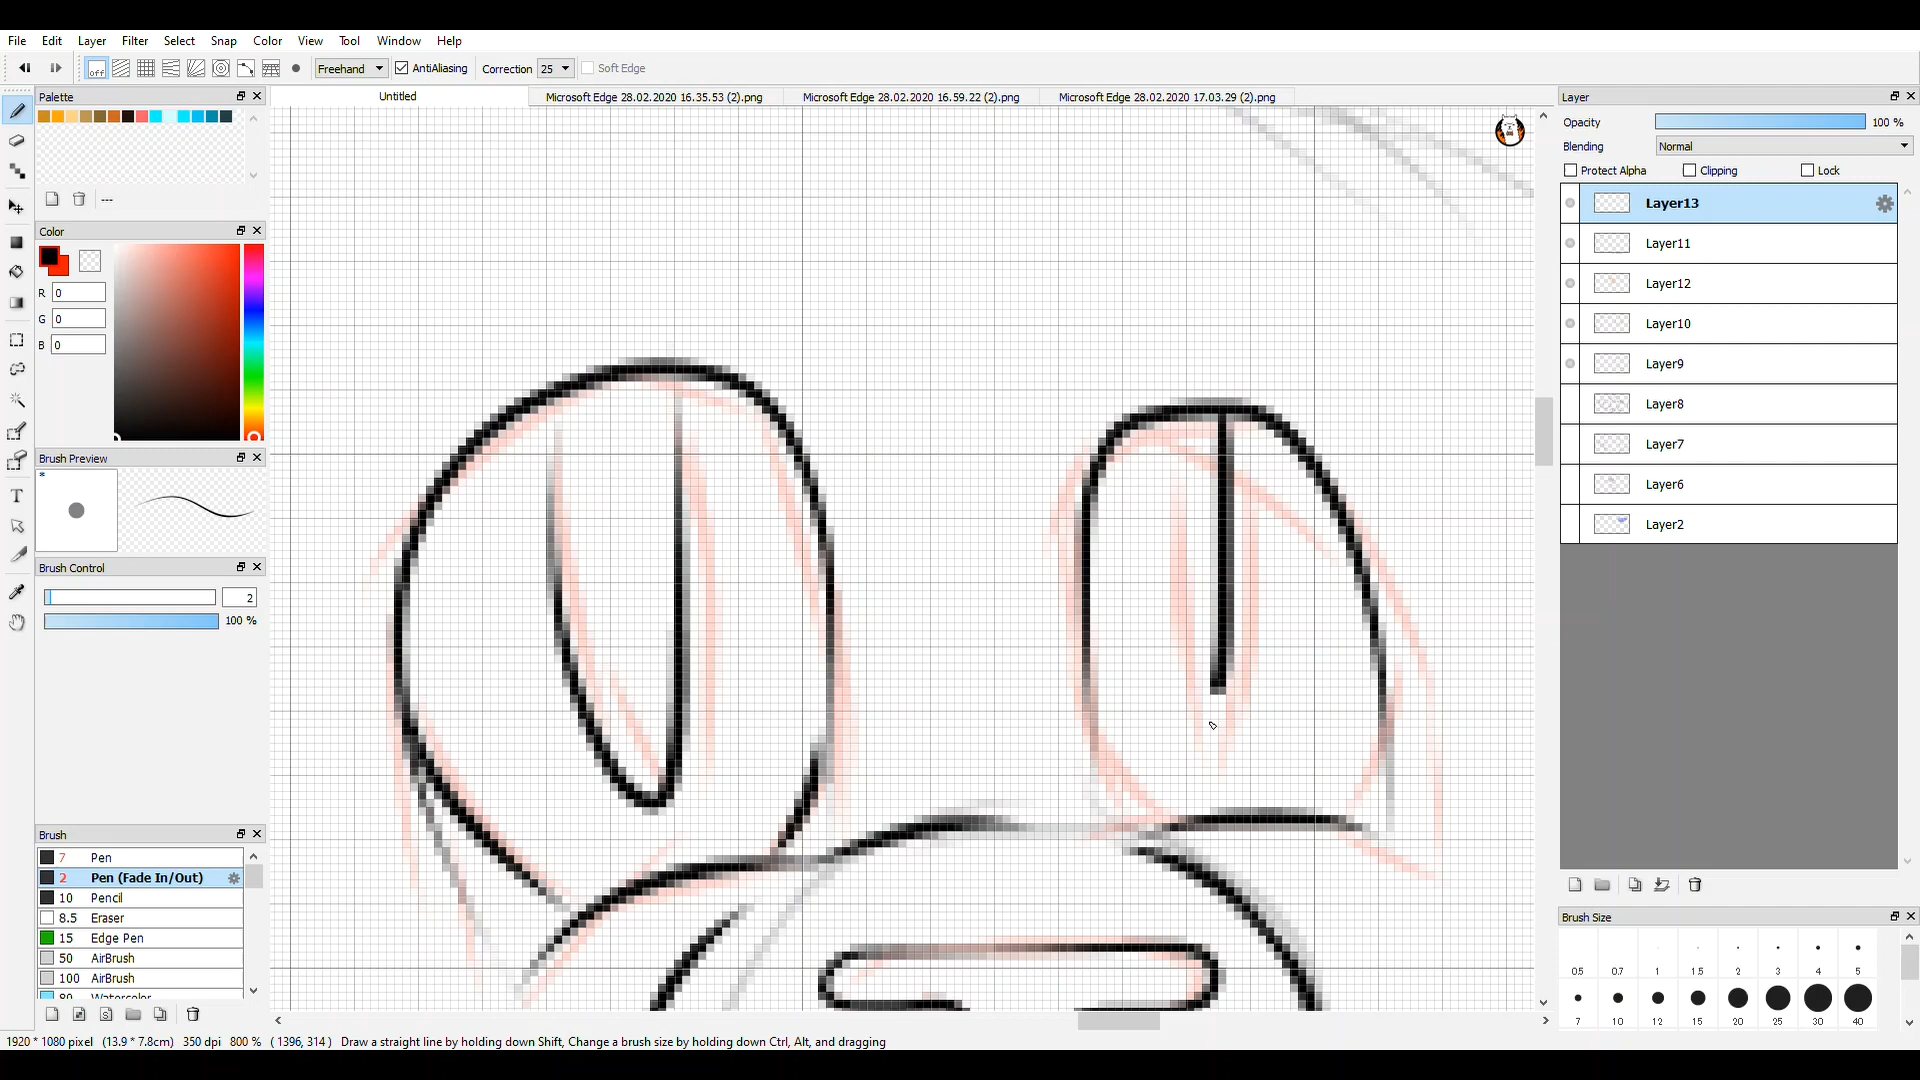 File Edit Layer Filter Select Snap Color View Tool Window Help
off Freehand AntiAliasing Correction 25 Soft Edge
Palette
Untitled
Microsoft Edge 28.02.2020 16.35.53 (2).png
Microsoft Edge 28.02.2020 16.59.22 (2).png
Microsoft Edge 28.02.2020 17.03.29 (2).png
---
Color
R 0
G 0
B 0
Brush Preview
*
Brush Control
2
100 %
Brush
7 Pen
2 Pen (Fade In/Out)
10 Pencil
8.5 Eraser
15 Edge Pen
50 AirBrush
100 AirBrush
80 Watercolor
T
S
Layer
Opacity 100 %
Blending Normal
Protect Alpha Clipping Lock
Layer13
Layer11
Layer12
Layer10
Layer9
Layer8
Layer7
Layer6
Layer2
Brush Size
0.5 0.7 1 1.5 2 3 4 5
7 10 12 15 20 25 30 40
1920 * 1080 pixel (13.9 * 7.8cm) 350 dpi 800 % ( 1396, 314 ) Draw a straight line by holding down Shift, Change a brush size by holding down Ctrl, Alt, and dragging